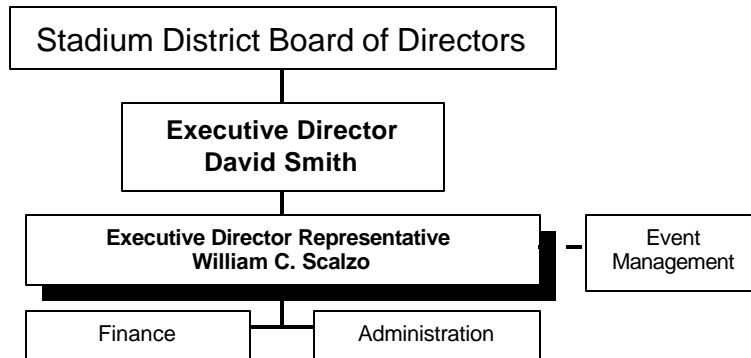 Stadium District Board of Directors
Executive Director
David Smith
Executive Director Representative
William C. Scalzo
Event
Management
Finance
Administration